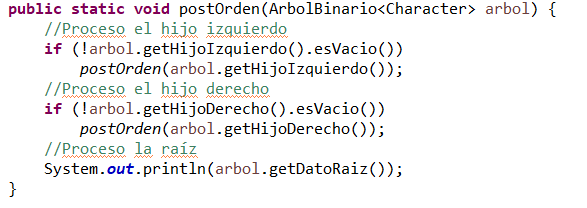 public static void postOrden(ArbolBinario<Character> arbol) {
    //Proceso el hijo izquierdo
    if (!arbol.getHijoIzquierdo().esVacio())
        postOrden(arbol.getHijoIzquierdo());
    //Proceso el hijo derecho
    if (!arbol.getHijoDerecho().esVacio())
        postOrden(arbol.getHijoDerecho());
    //Proceso la raíz
    System.out.println(arbol.getDatoRaiz());
}